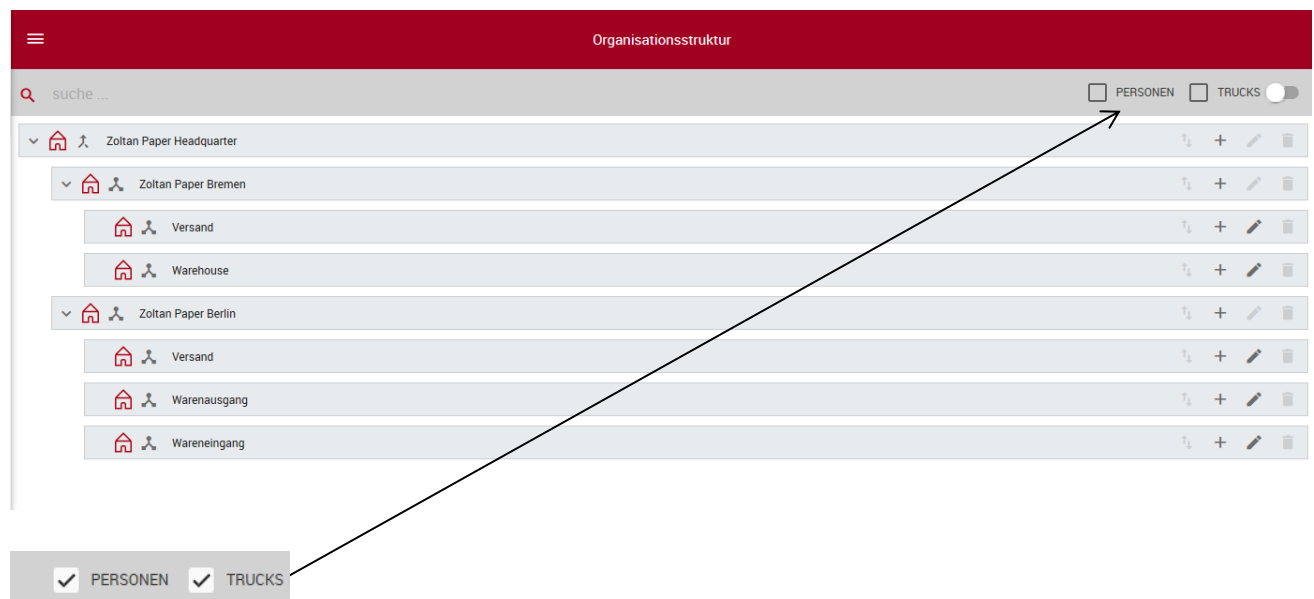 Organisationsstruktur
suche ...
PERSONEN TRUCKS
Zoltan Paper Headquarter
Zoltan Paper Bremen
Versand
Warehouse
Zoltan Paper Berlin
Versand
Warenausgang
Wareneingang
PERSONEN TRUCKS